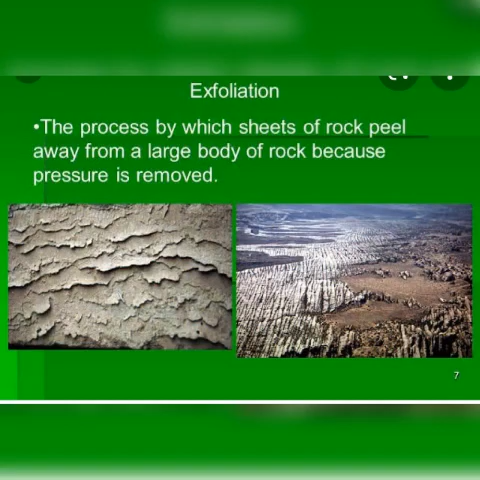 Exfoliation
•The process by which sheets of rock peel
away from a large body of rock because
pressure is removed.
7